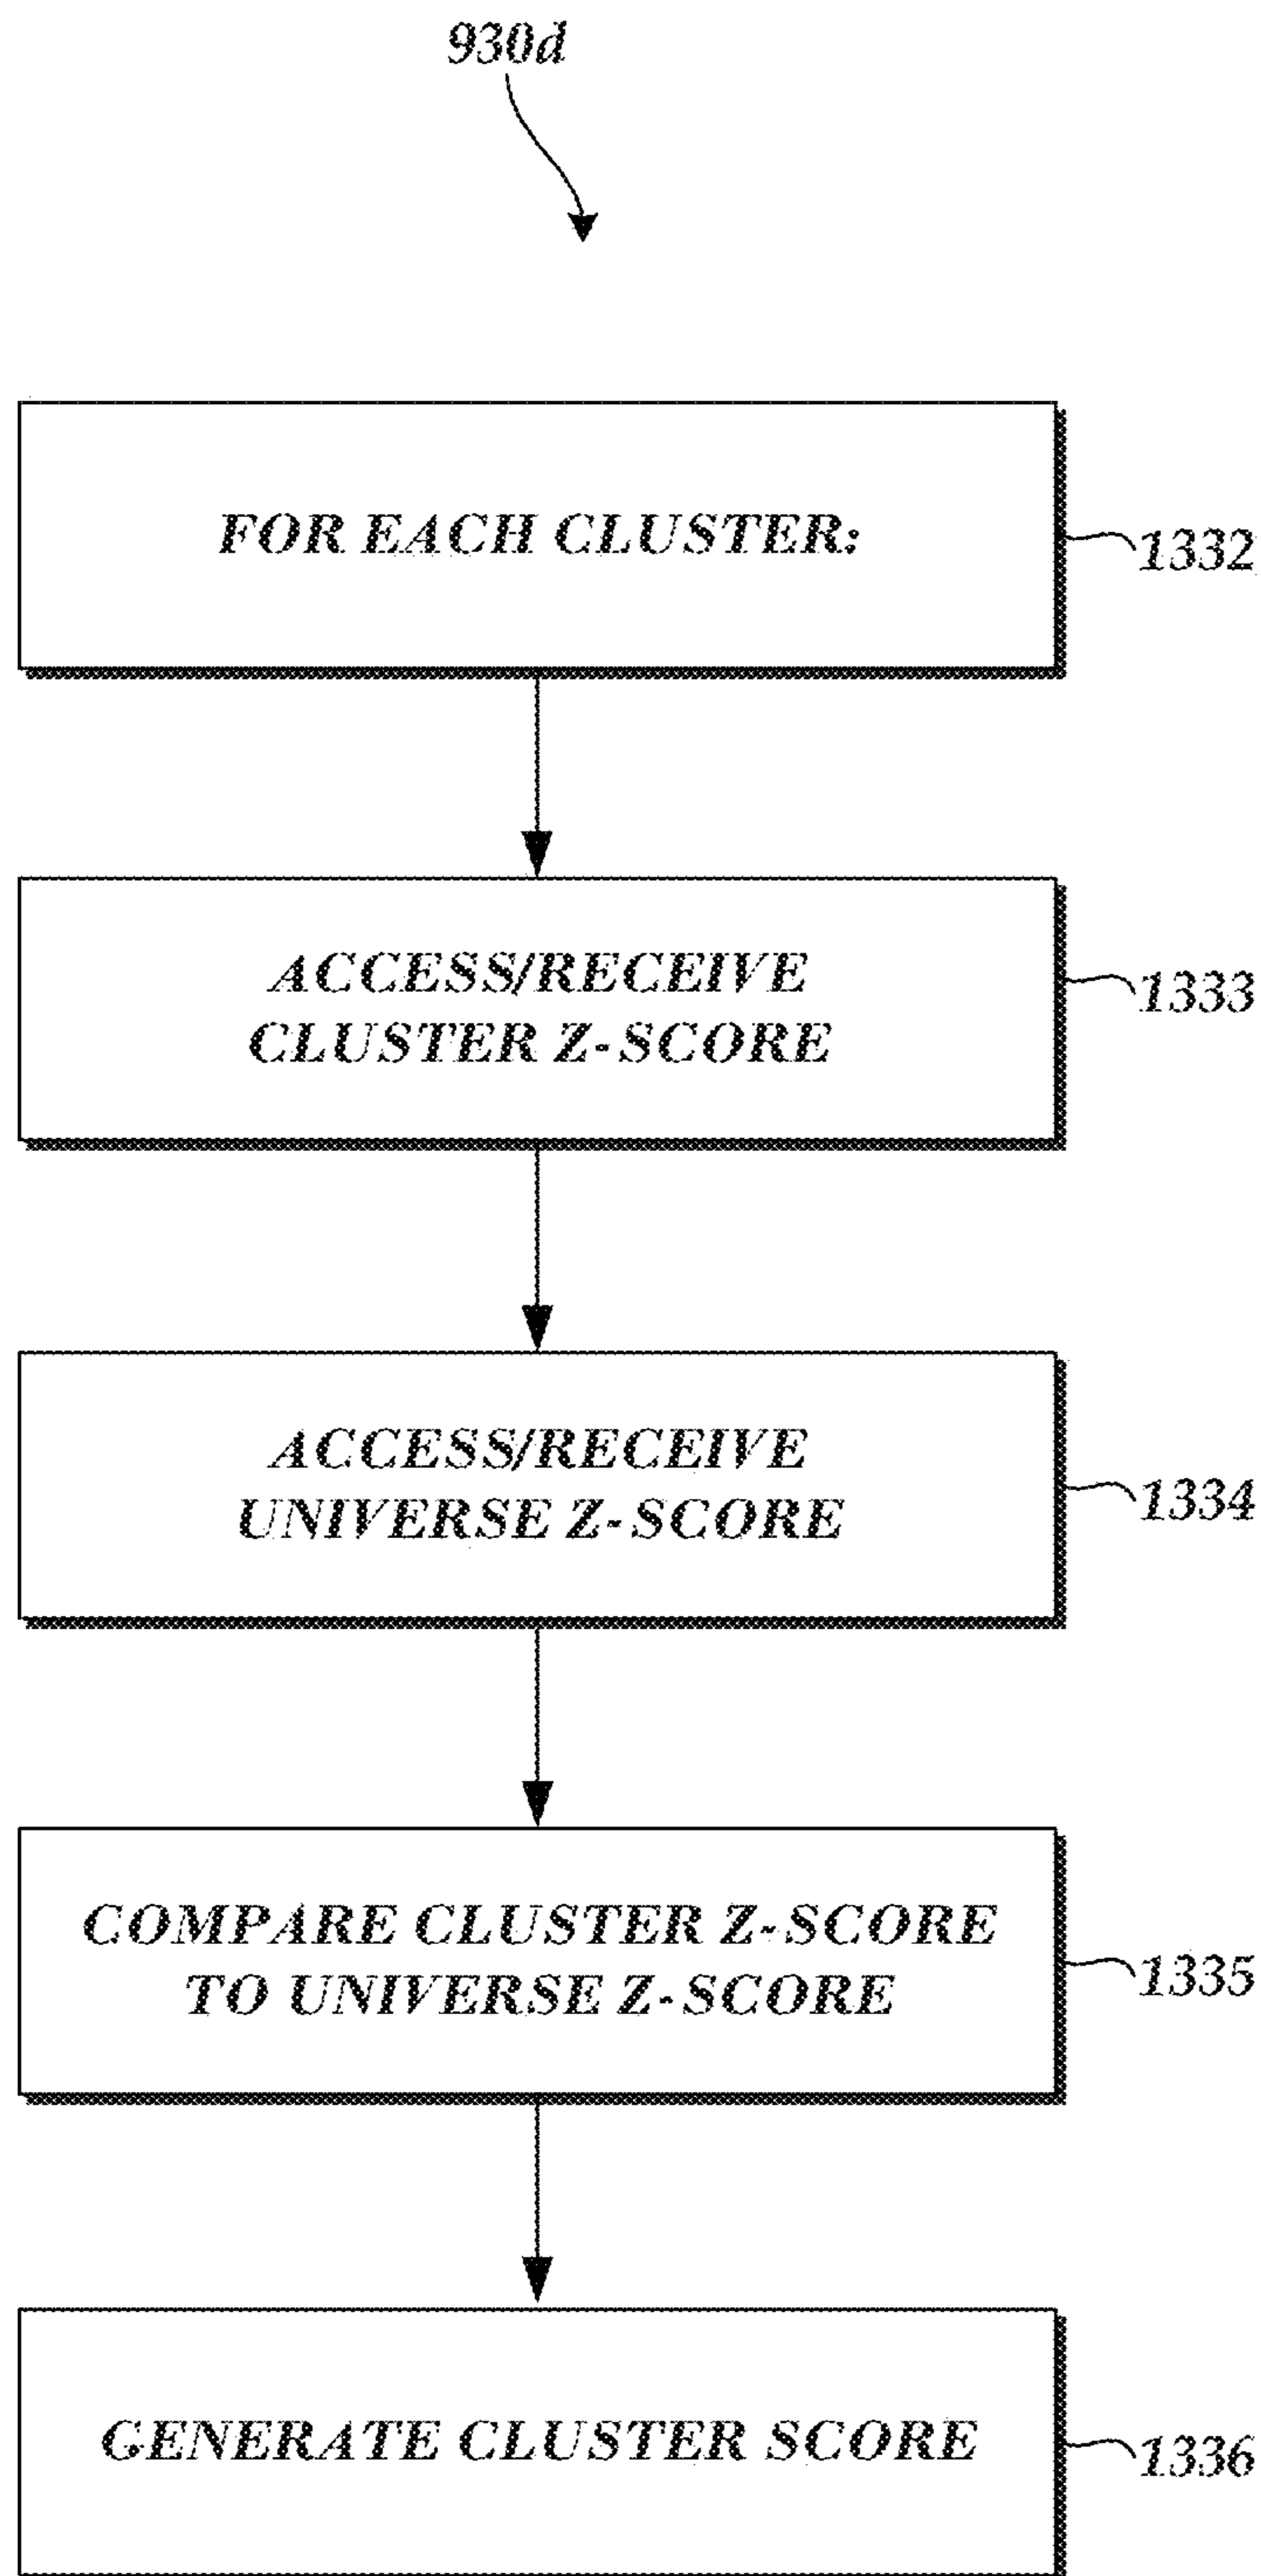 930d
FOR EACH CLUSTER:
1332
ACCESS/RECEIVE
CLUSTER Z-SCORE
1333
ACCESS/RECEIVE
UNIVERSE Z-SCORE
1334
COMPARE CLUSTER Z-SCORE
TO UNIVERSE Z-SCORE
1335
GENERATE CLUSTER SCORE
1336